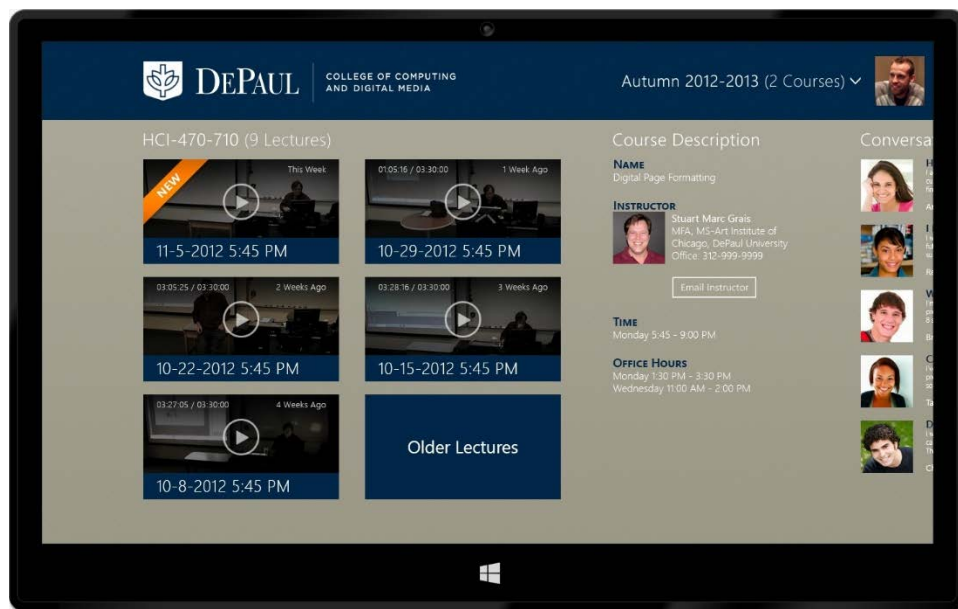 DEPAUL
COLLEGE OF COMPUTING
AND DIGITAL MEDIA
Autumn 2012-2013 (2 Courses)
HCI-470-710 (9 Lectures)
NEW
This Week
11-5-2012 5:45 PM
01:05:16 / 03:30:00
1 Week Ago
10-29-2012 5:45 PM
03:05:25 / 03:30:00
2 Weeks Ago
10-22-2012 5:45 PM
03:28:16 / 03:30:00
3 Weeks Ago
10-15-2012 5:45 PM
03:27:05 / 03:30:00
4 Weeks Ago
10-8-2012 5:45 PM
Older Lectures
Course Description
NAME
Digital Page Formatting
INSTRUCTOR
Stuart Marc Grais
MFA, MS-Art Institute of
Chicago, DePaul University
Office: 312-999-9999
Email Instructor
TIME
Monday 5:45 - 9:00 PM
OFFICE HOURS
Monday 1:30 PM - 3:30 PM
Wednesday 11:00 AM - 2:00 PM
Conversa